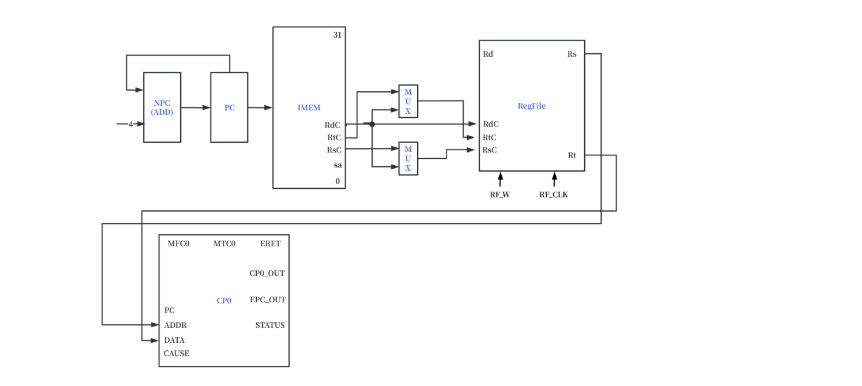 31
NPC
(ADD)
4
PC
IMEM
RdC
RtC
RsC
sa
0
M
U
X
M
U
X
Rd
Rs
RegFile
RdC
RtC
RsC
Rt
RF_W
RF_CLK
MFC0
MTC0
ERET
CP0_OUT
CP0
EPC_OUT
PC
ADDR
STATUS
DATA
CAUSE